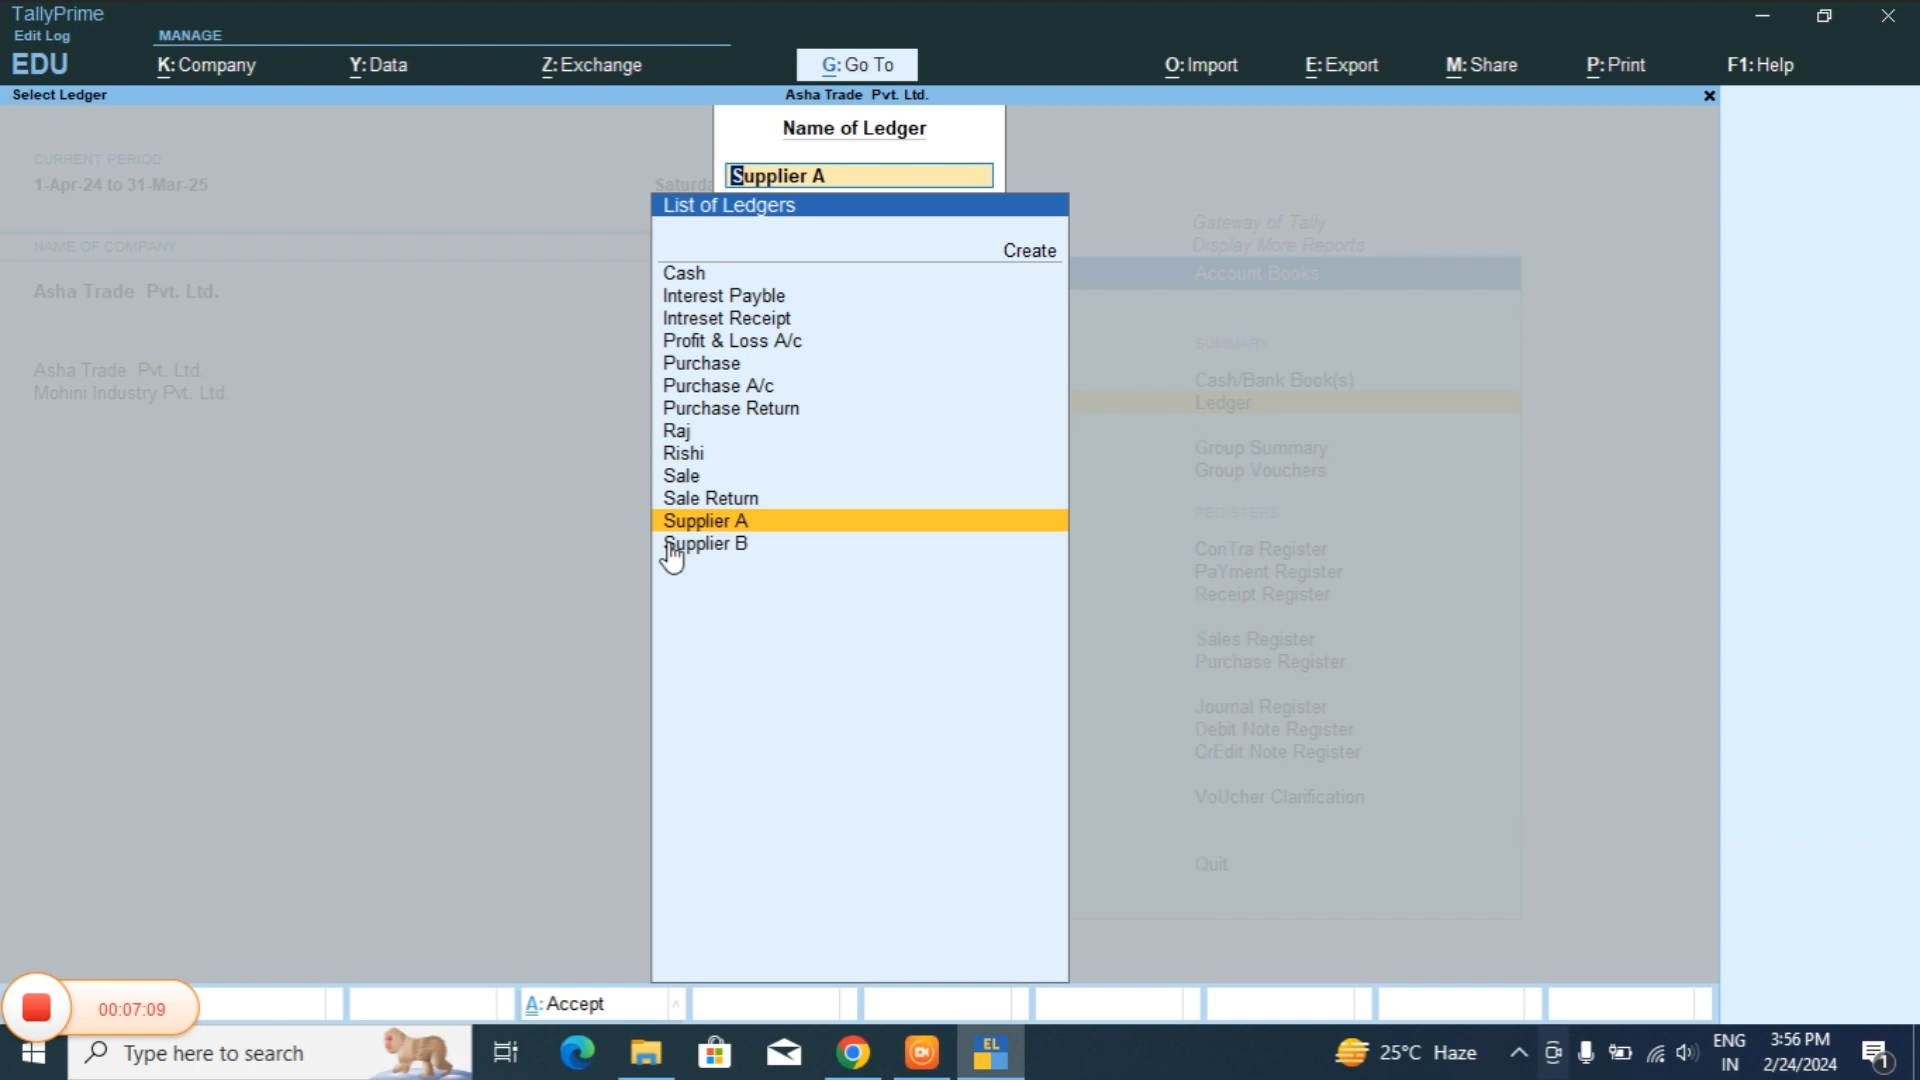 TallyPrime
Edit Log
EDU
MANAGE
K: Company
Y: Data
Z: Exchange
G: Go To
O: Import
E: Export
M: Share
P: Print
F1: Help
Select Ledger
Asha Trade Pvt. Ltd.
×
CURRENT PERIOD
1-Apr-24 to 31-Mar-25
NAME OF COMPANY
Asha Trade Pvt. Ltd.
Asha Trade Pvt. Ltd.
Mohini Industry Pvt. Ltd.
Name of Ledger
Supplier A
List of Ledgers
Create
Cash
Interest Payble
Intreset Receipt
Profit & Loss A/c
Purchase
Purchase A/c
Purchase Return
Raj
Rishi
Sale
Sale Return
Supplier A
Supplier B
Gateway of Tally
Display More Reports
Account Books
SUMMARY
Cash/Bank Book(s)
Ledger
Group Summary
Group Vouchers
REGISTERS
ConTra Register
PaYment Register
Receipt Register
Sales Register
Purchase Register
Journal Register
Debit Note Register
CrEdit Note Register
VoUcher Clarification
Quit
A: Accept
00:07:09
Type here to search
EL
25°C Haze
ENG
IN
3:56 PM
2/24/2024
1